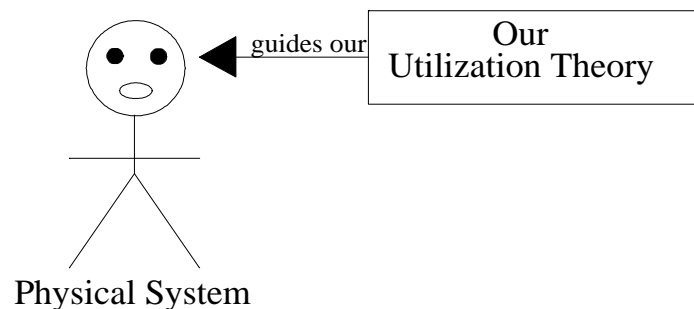 guides our
Our
Utilization Theory
Physical System